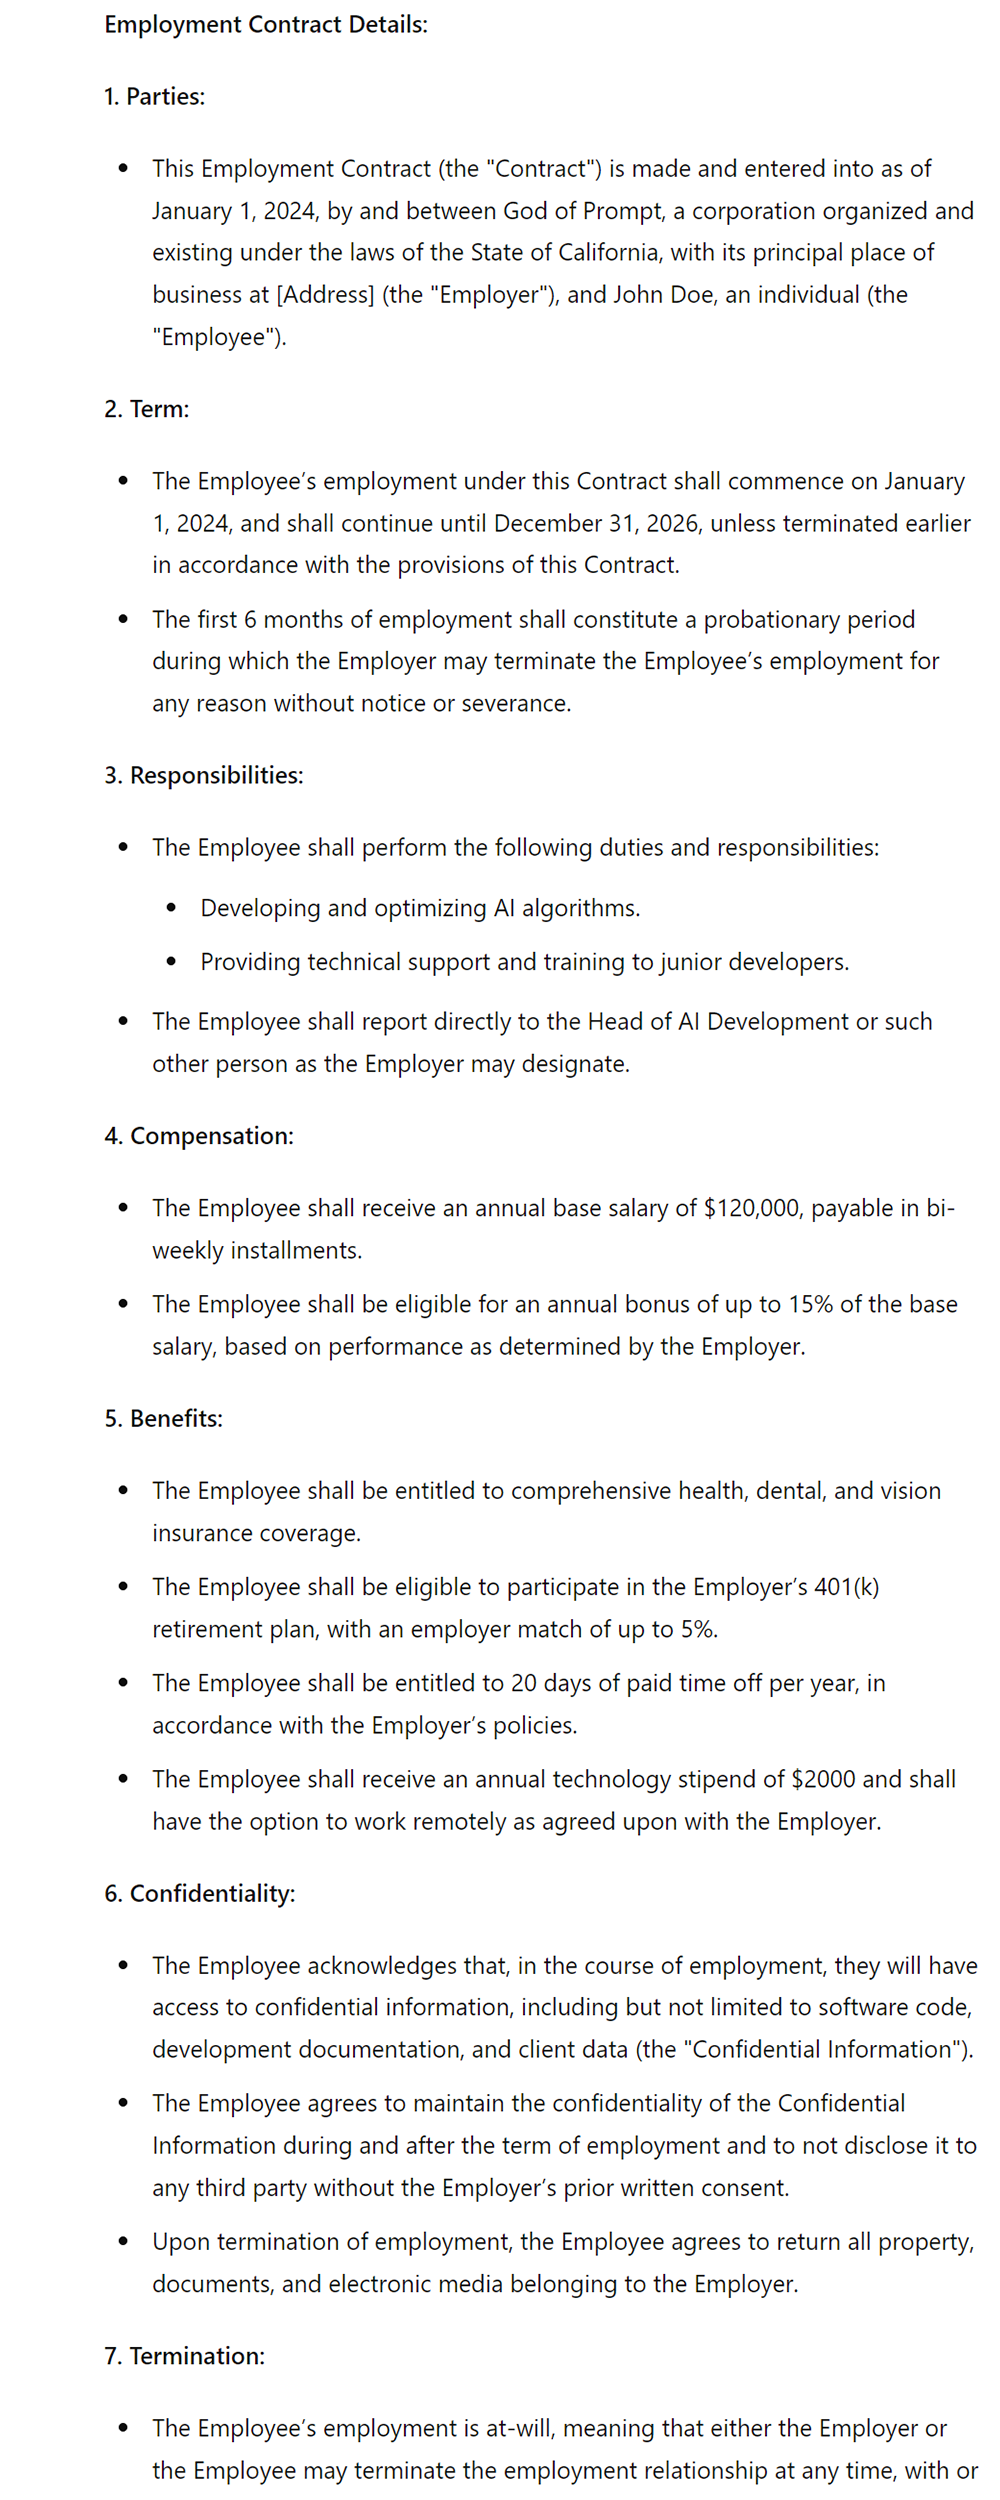 Employment Contract Details:
1. Parties:
• This Employment Contract (the "Contract") is made and entered into as of
January 1, 2024, by and between God of Prompt, a corporation organized and
existing under the laws of the State of California, with its principal place of
business at [Address] (the "Employer"), and John Doe, an individual (the
"Employee").
2. Term:
• The Employee’s employment under this Contract shall commence on January
1, 2024, and shall continue until December 31, 2026, unless terminated earlier
in accordance with the provisions of this Contract.
• The first 6 months of employment shall constitute a probationary period
during which the Employer may terminate the Employee’s employment for
any reason without notice or severance.
3. Responsibilities:
• The Employee shall perform the following duties and responsibilities:
• Developing and optimizing AI algorithms.
• Providing technical support and training to junior developers.
• The Employee shall report directly to the Head of AI Development or such
other person as the Employer may designate.
4. Compensation:
• The Employee shall receive an annual base salary of $120,000, payable in bi-
weekly installments.
• The Employee shall be eligible for an annual bonus of up to 15% of the base
salary, based on performance as determined by the Employer.
5. Benefits:
• The Employee shall be entitled to comprehensive health, dental, and vision
insurance coverage.
• The Employee shall be eligible to participate in the Employer’s 401(k)
retirement plan, with an employer match of up to 5%.
• The Employee shall be entitled to 20 days of paid time off per year, in
accordance with the Employer’s policies.
• The Employee shall receive an annual technology stipend of $2000 and shall
have the option to work remotely as agreed upon with the Employer.
6. Confidentiality:
• The Employee acknowledges that, in the course of employment, they will have
access to confidential information, including but not limited to software code,
development documentation, and client data (the "Confidential Information").
• The Employee agrees to maintain the confidentiality of the Confidential
Information during and after the term of employment and to not disclose it to
any third party without the Employer’s prior written consent.
• Upon termination of employment, the Employee agrees to return all property,
documents, and electronic media belonging to the Employer.
7. Termination:
• The Employee’s employment is at-will, meaning that either the Employer or
the Employee may terminate the employment relationship at any time, with or